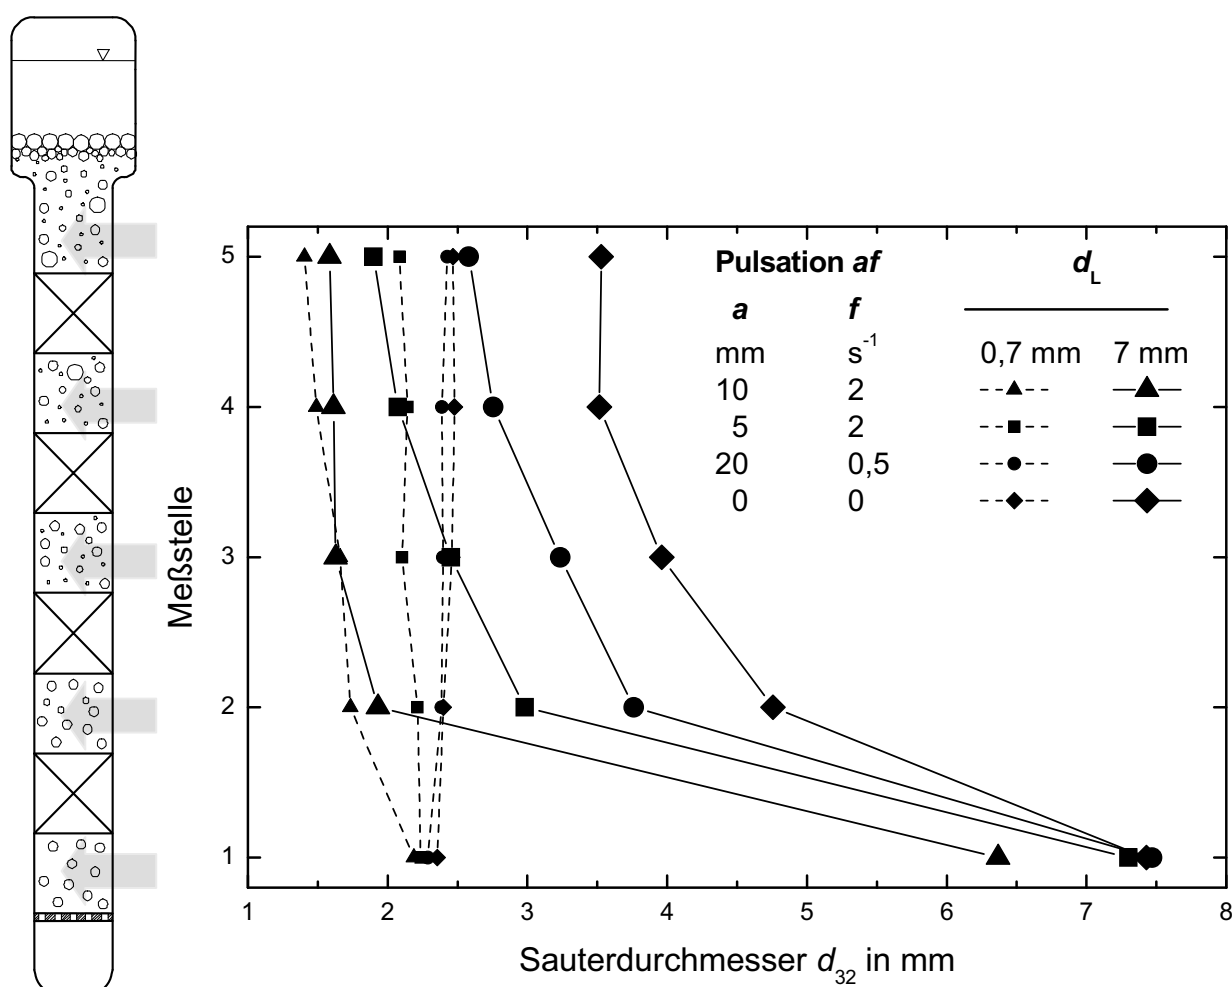 Pulsation af d_L
a f
mm s^-1 0,7 mm 7 mm
10 2
5 2
20 0,5
0 0
5
4
3
2
1
Meßstelle
1 2 3 4 5 6 7 8
Sauterdurchmesser d_32 in mm